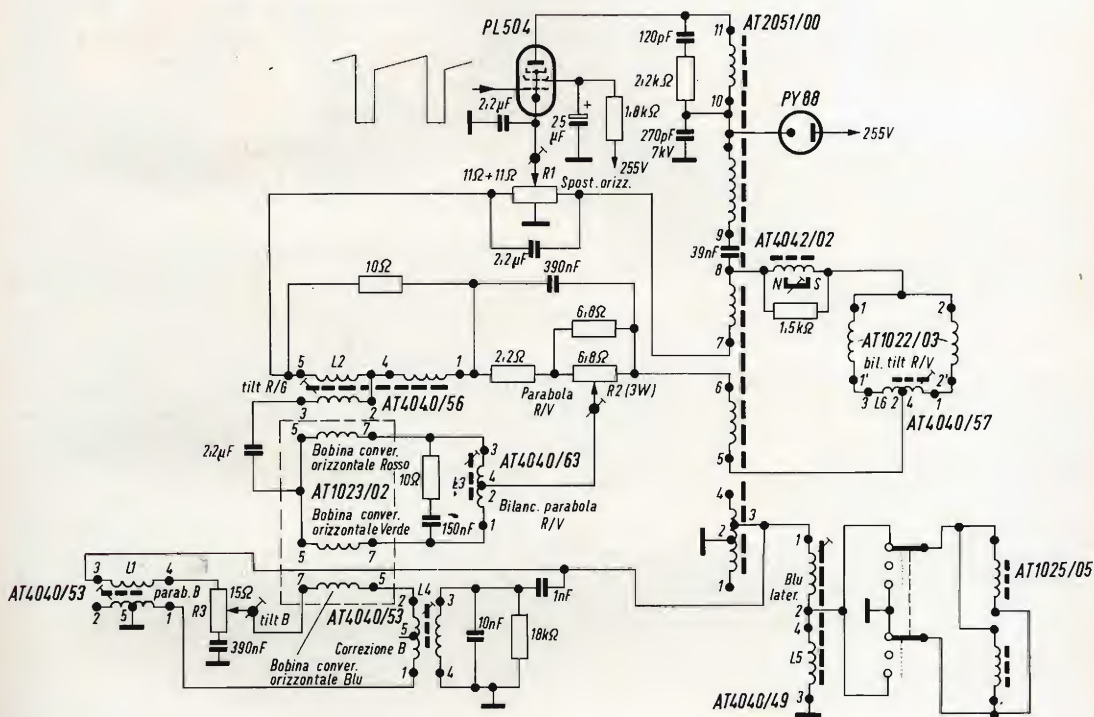 PL504
AT2051/00
11
120pF
2,2kΩ
10
PY88
255V
270pF
7kV
2,2µF
+
25
µF
1,8kΩ
255V
11Ω+11Ω
R1
Spost. orizz.
2,2µF
9
39nF
8
AT4042/02
N S
1,5kΩ
7
1
2
AT1022/03
bil. tilt R/V
1'
2'
3 L6 2 4 1
AT4040/57
10Ω
390nF
6,8Ω
5 L2 4 1
2,2Ω
6,8Ω
R2 (3W)
Parabola
R/V
6
tilt R/G
3
2
AT4040/56
5
2,2µF
5 7
Bobina conver.
orizzontale Rosso
AT1023/02
10Ω
150nF
3
AT4040/63
L3
4
2
1
Bilanc. parabola
R/V
Bobina conver.
orizzontale Verde
5 7
4
3
2
1
3 L1 4
parab. B
AT4040/53
2 5 1
15Ω
R3
tilt B
390nF
7 5
AT4040/53
Bobina conver.
orizzontale Blu
L4
2
3
5
Correzione B
1
4
10nF
18kΩ
1nF
1
Blu
later.
2
4
L5
3
AT4040/49
AT1025/05